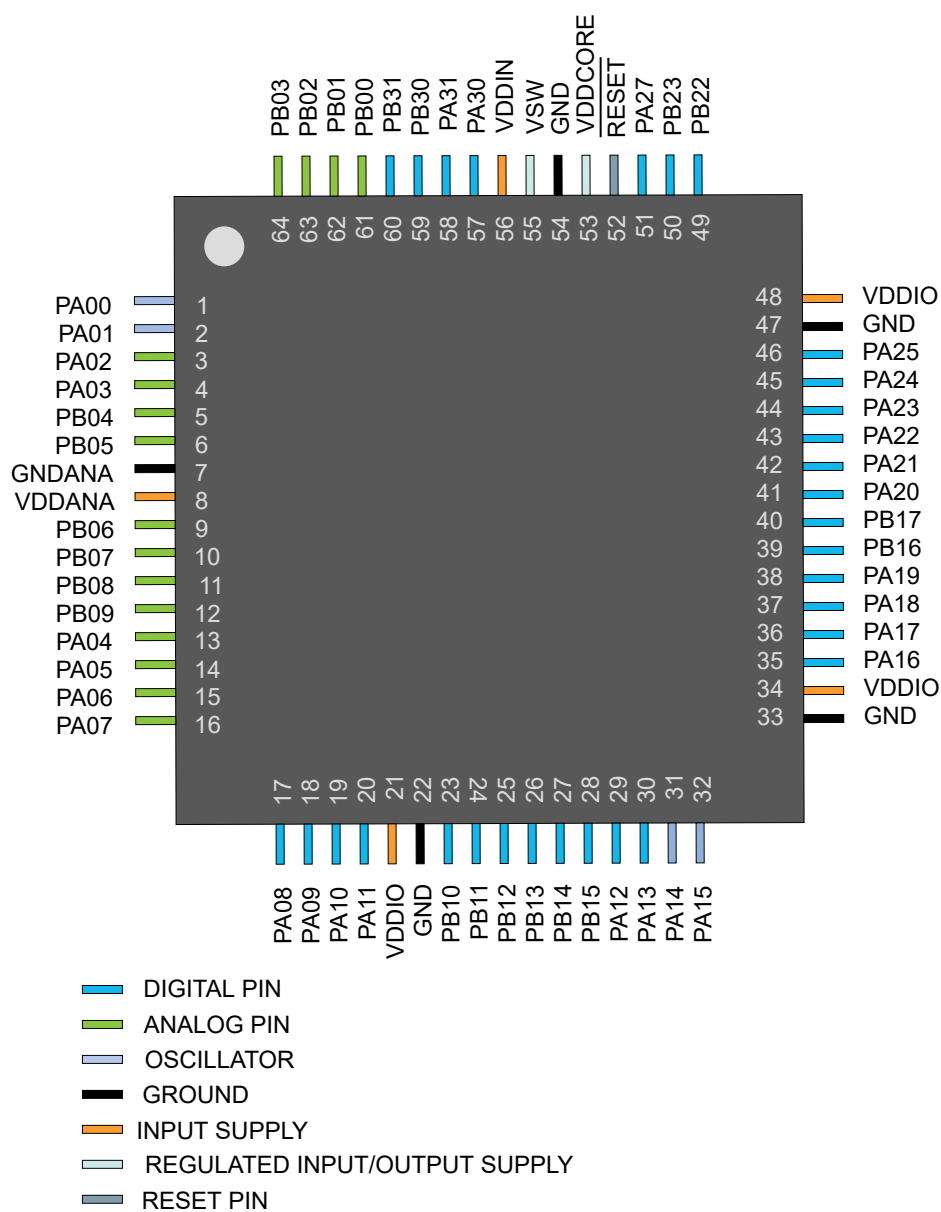 PB03
PB02
PB01
PB00
PB31
PB30
PA31
PA30
VDDIN
VSW
GND
VDDCORE
RESET
PA27
PB23
PB22
64
63
62
61
60
59
58
57
56
55
54
53
52
51
50
49
PA00 1
PA01 2
PA02 3
PA03 4
PB04 5
PB05 6
GNDANA 7
VDDANA 8
PB06 9
PB07 10
PB08 11
PB09 12
PA04 13
PA05 14
PA06 15
PA07 16
48 VDDIO
47 GND
46 PA25
45 PA24
44 PA23
43 PA22
42 PA21
41 PA20
40 PB17
39 PB16
38 PA19
37 PA18
36 PA17
35 PA16
34 VDDIO
33 GND
17
18
19
20
21
22
23
24
25
26
27
28
29
30
31
32
PA08
PA09
PA10
PA11
VDDIO
GND
PB10
PB11
PB12
PB13
PB14
PB15
PA12
PA13
PA14
PA15
DIGITAL PIN
ANALOG PIN
OSCILLATOR
GROUND
INPUT SUPPLY
REGULATED INPUT/OUTPUT SUPPLY
RESET PIN